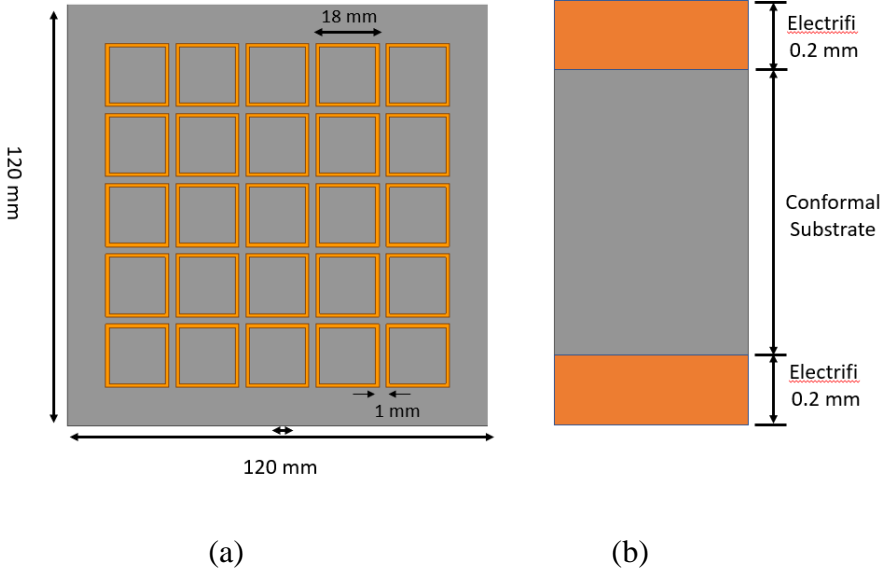 18 mm
120 mm
1 mm
120 mm
(a)
Electrifi
0.2 mm
Conformal
Substrate
Electrifi
0.2 mm
(b)